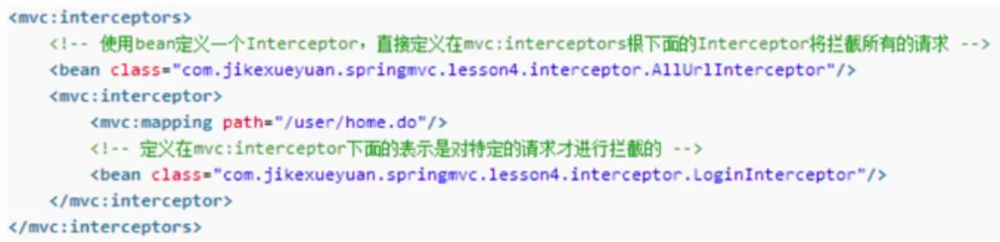 <mvc:interceptors>
<!-- 使用bean定义一个Interceptor，直接定义在mvc:interceptors根下面的Interceptor将拦截所有的请求 -->
<bean class="com.jikexueyuan.springmvc.lesson4.interceptor.AllUrlInterceptor"/>
<mvc:interceptor>
<mvc:mapping path="/user/home.do"/>
<!-- 定义在mvc:interceptor下面的表示是对特定的请求才进行拦截的 -->
<bean class="com.jikexueyuan.springmvc.lesson4.interceptor.LoginInterceptor"/>
</mvc:interceptor>
</mvc:interceptors>